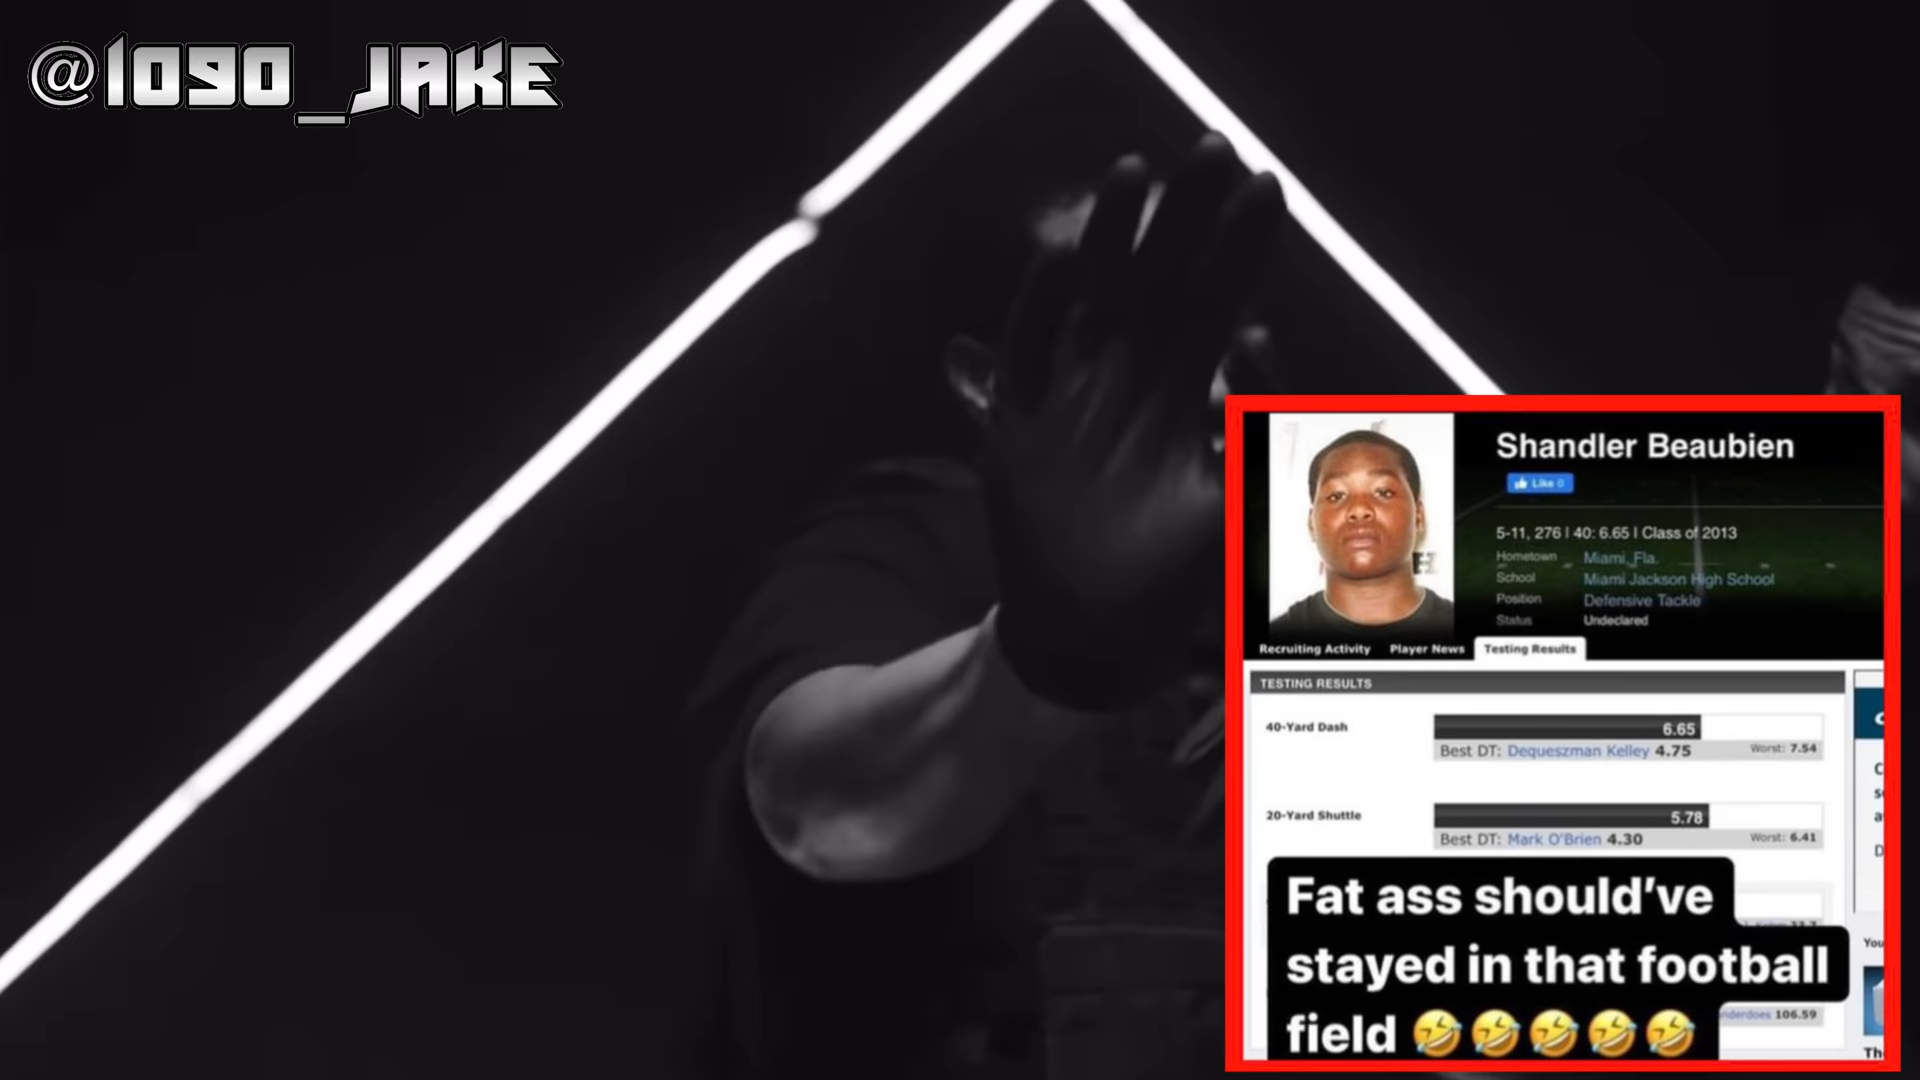 @1090_JAKE
Shandler Beaubien
Like 0
5-11, 276 | 40: 6.65 | Class of 2013
Hometown Miami, Fla.
School Miami Jackson High School
Position Defensive Tackle
Status Undeclared
Recruiting Activity Player News Testing Results
TESTING RESULTS
40-Yard Dash 6.65
Best DT: Dequeszman Kelley 4.75 Worst: 7.54
20-Yard Shuttle 5.78
Best DT: Mark O'Brien 4.30 Worst: 6.41
Fat ass should've
stayed in that football
field 🤣🤣🤣🤣🤣
106.59